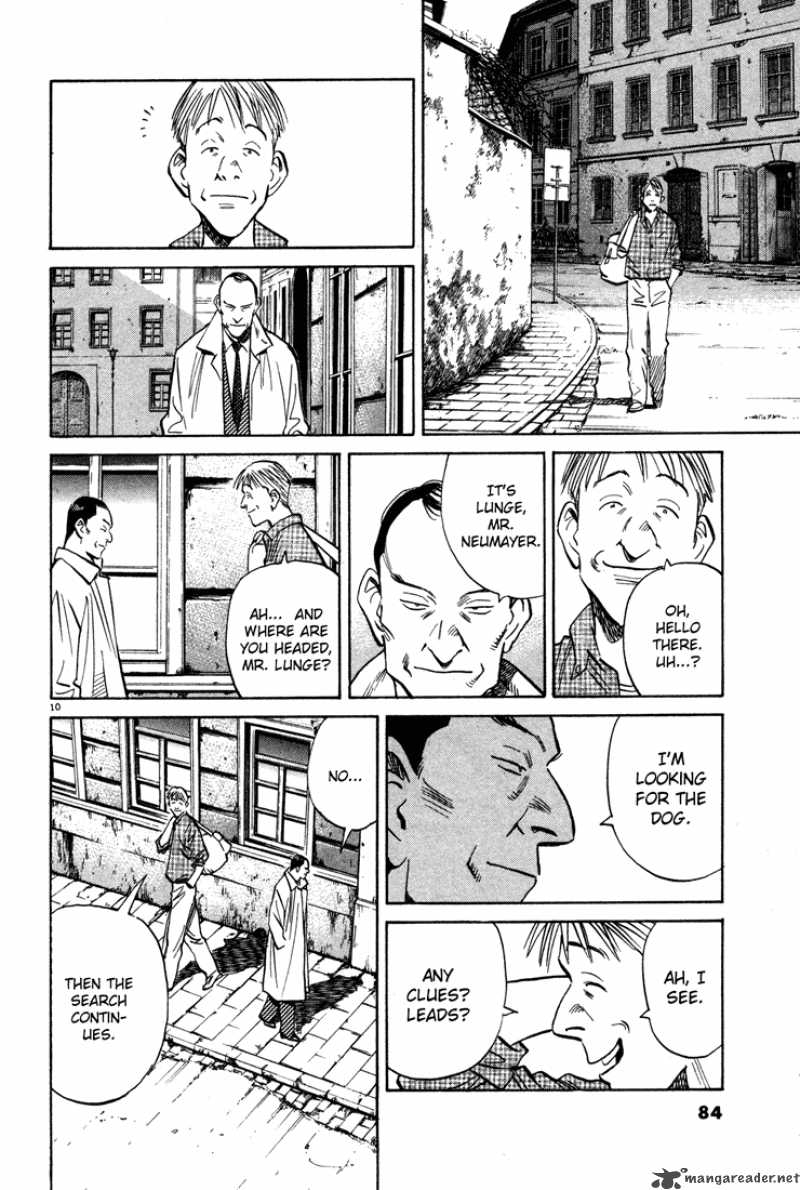 OH,
HELLO
THERE.
UH...?
IT'S
LUNGE,
MR.
NEUMAYER.
AH... AND
WHERE ARE
YOU HEADED,
MR. LUNGE?
10
I'M
LOOKING
FOR THE
DOG.
AH, I
SEE.
ANY
CLUES?
LEADS?
NO...
THEN THE
SEARCH
CONTIN-
UES.
84
mangareader.net